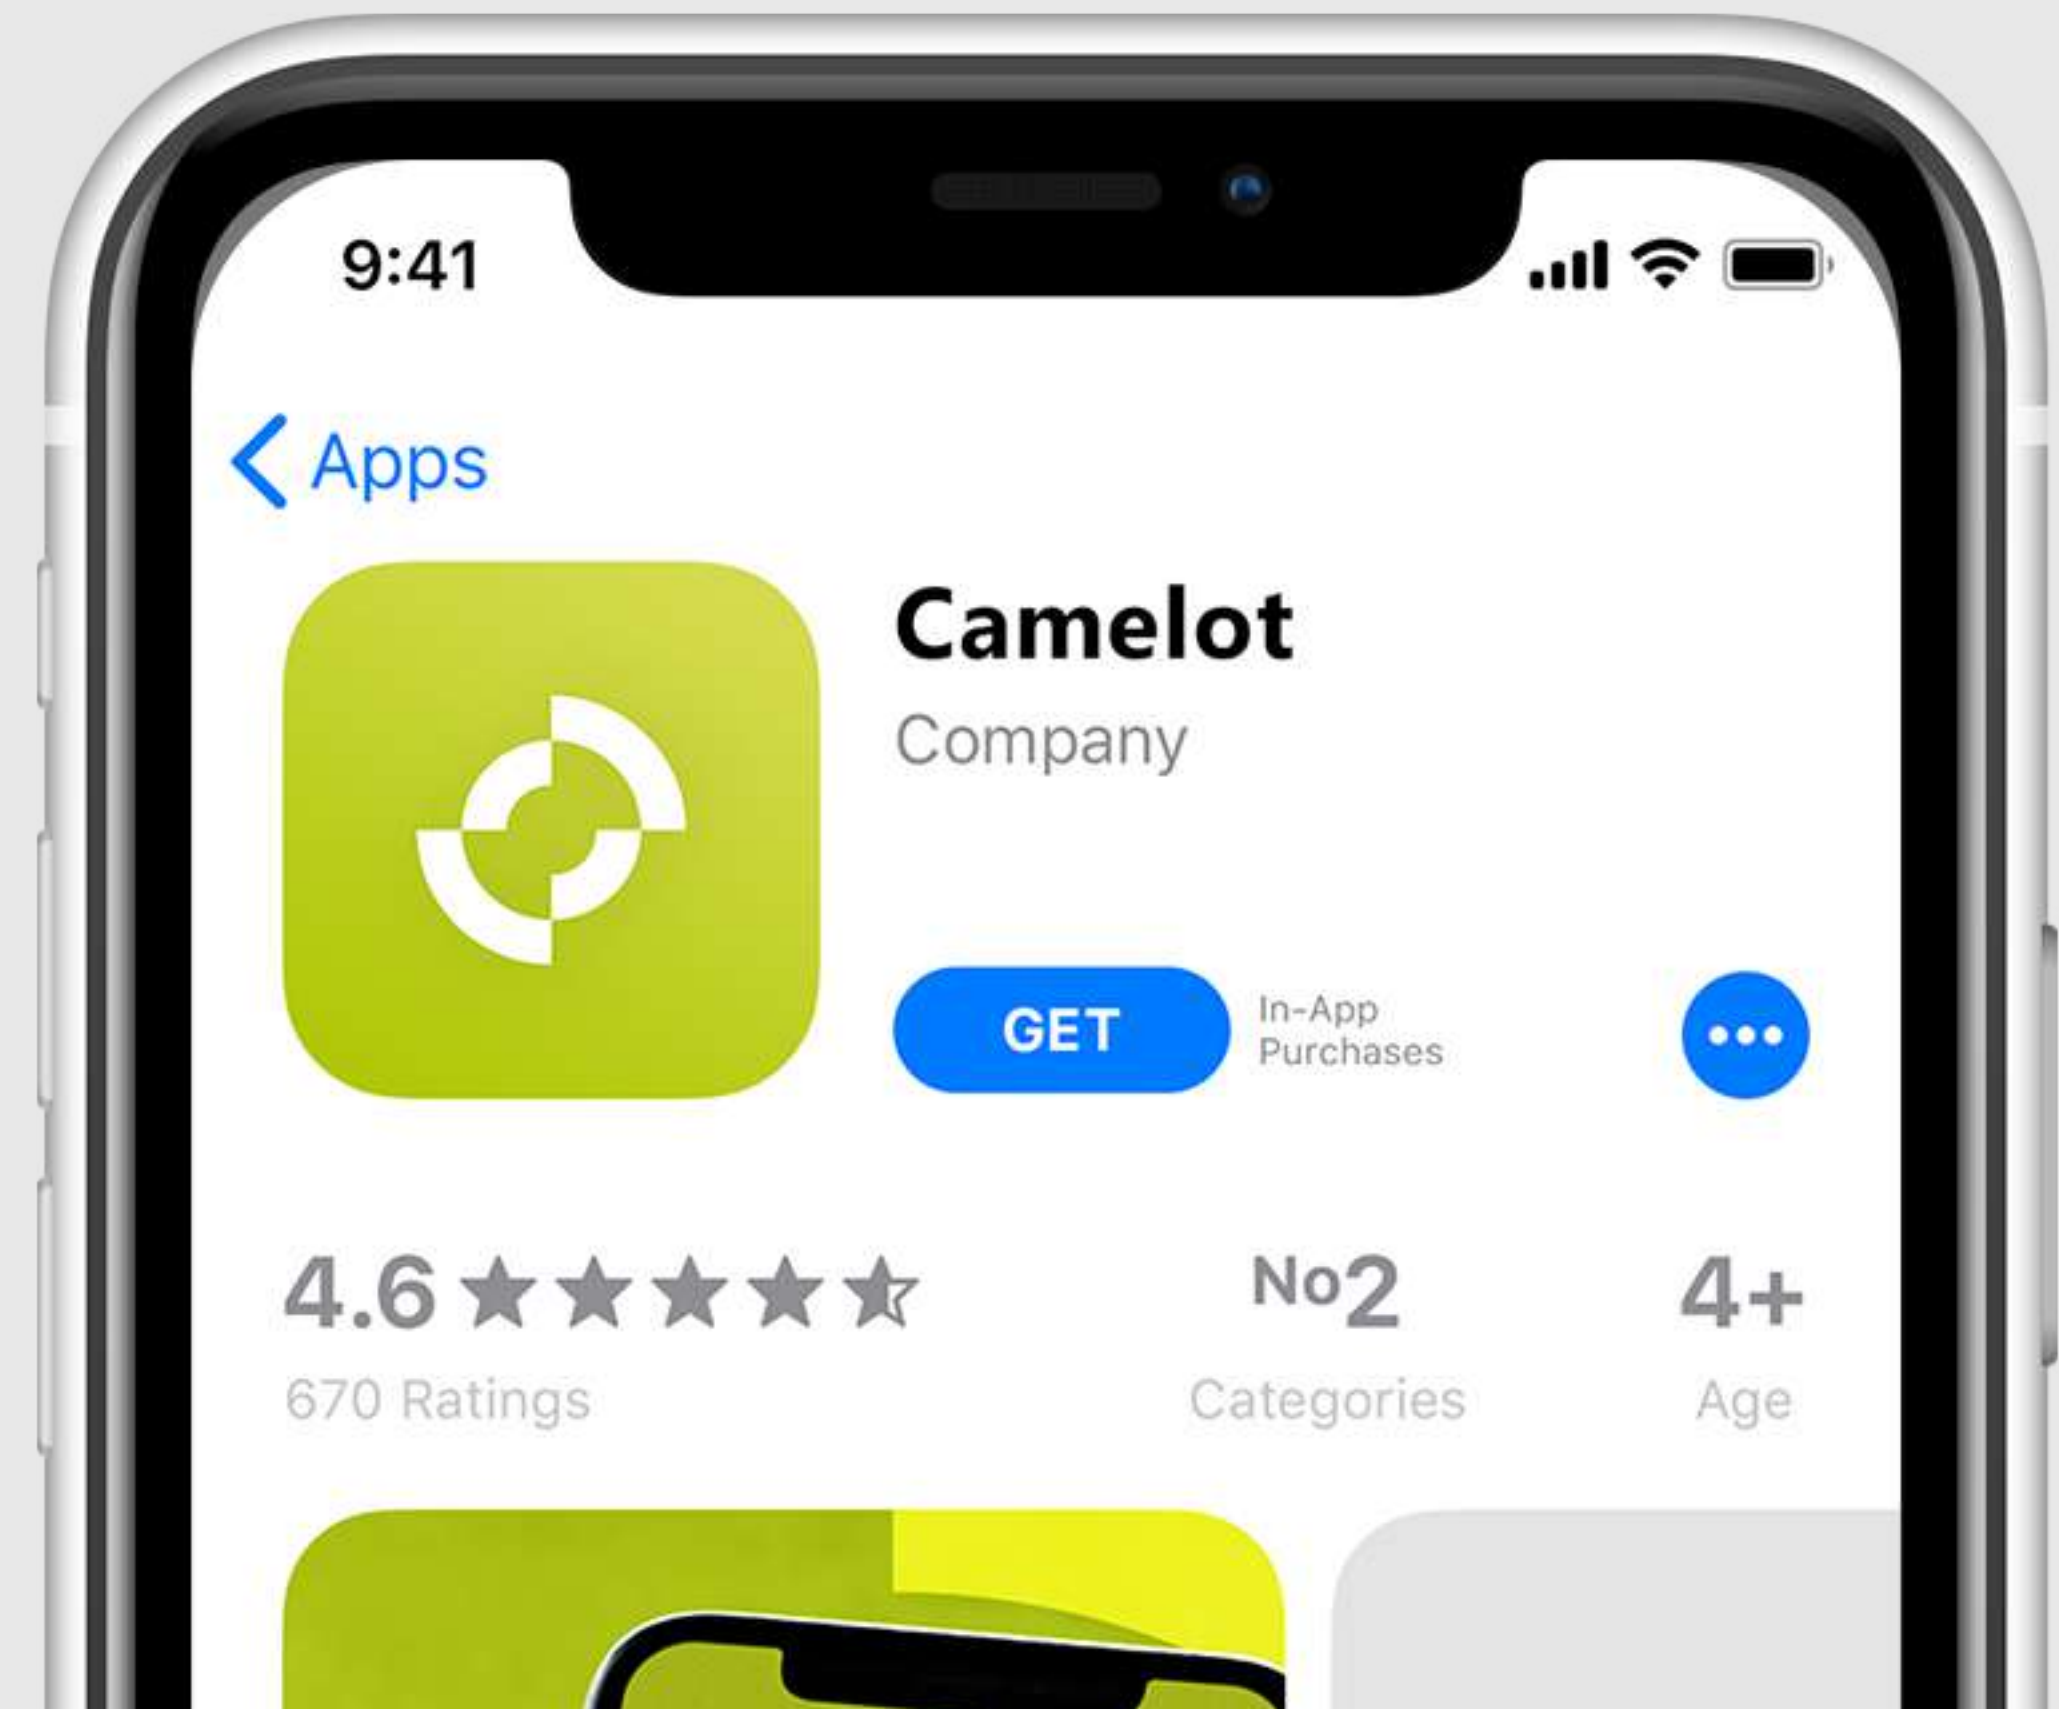 9:41
Apps
Camelot
Company
GET
In-App
Purchases
4.6
No2
4+
670 Ratings
Categories
Age